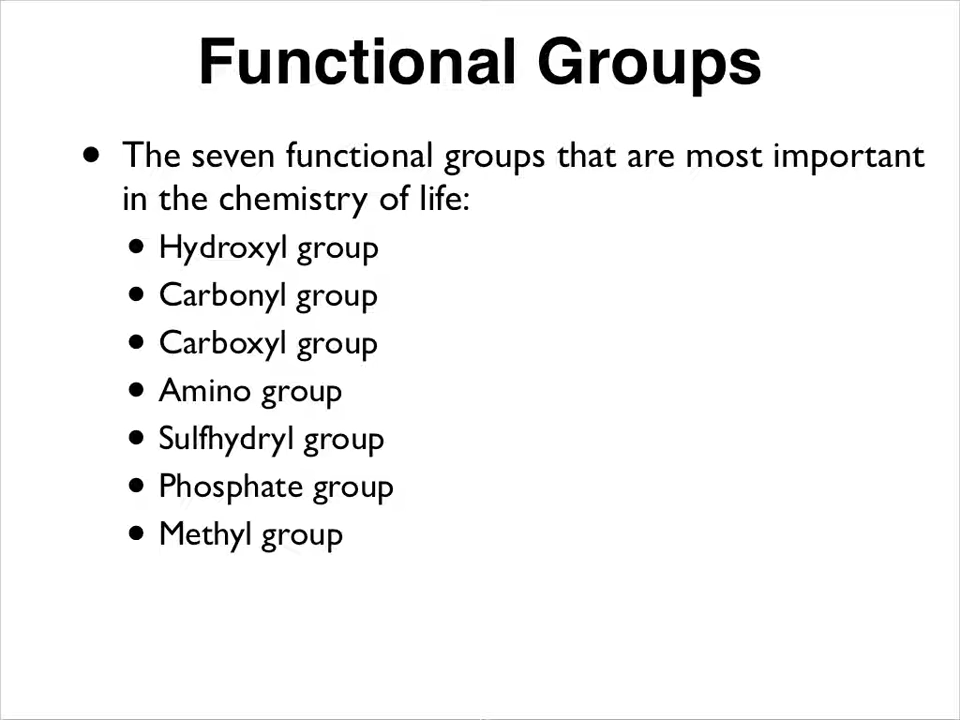 Functional Groups
• The seven functional groups that are most important
in the chemistry of life:
• Hydroxyl group
• Carbonyl group
• Carboxyl group
• Amino group
• Sulfhydryl group
• Phosphate group
• Methyl group